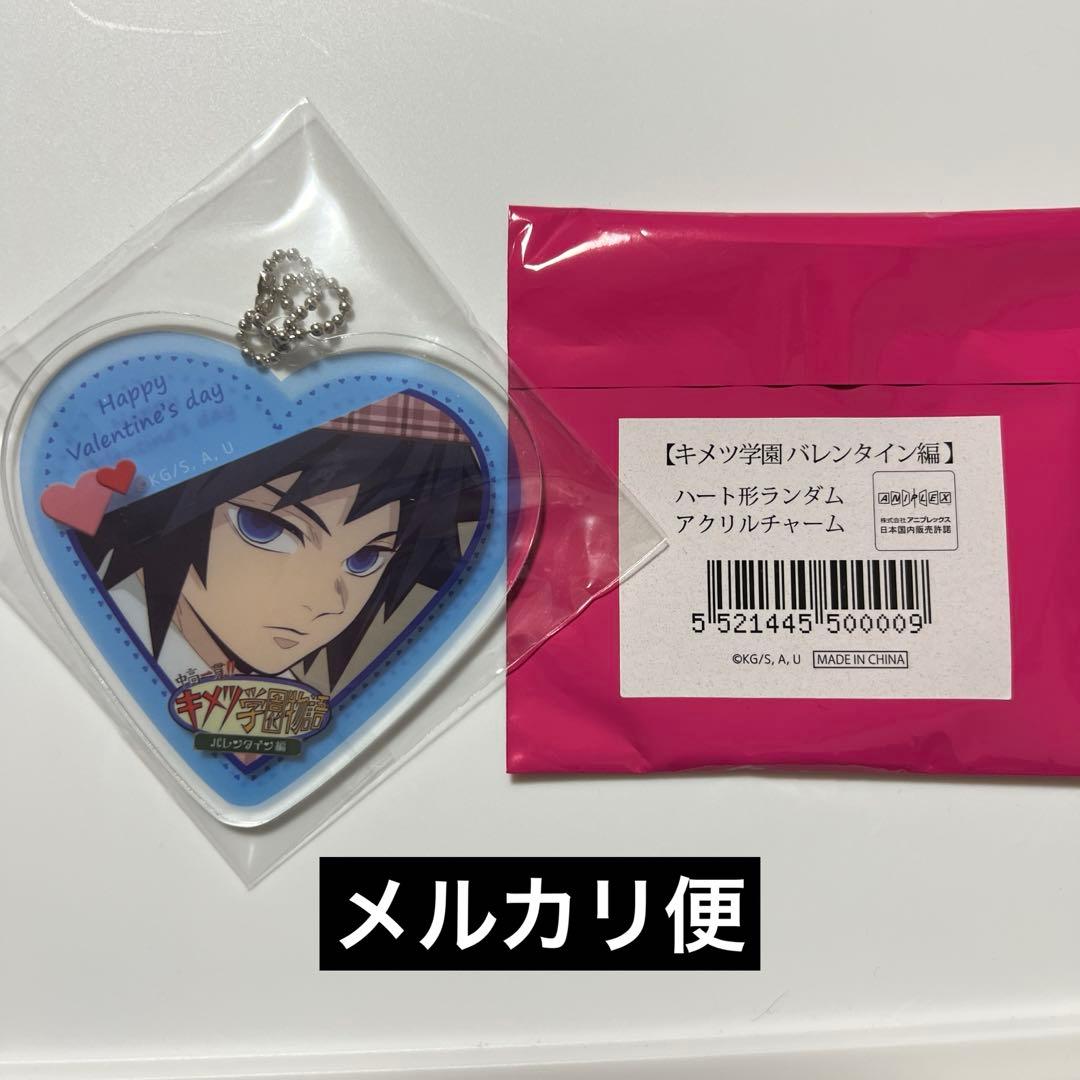 Happy
Valentine's day
©KG/S, A, U
中高一貫!!
キメツ学園物語
バレンタイン編
【キメツ学園 バレンタイン編】
ハート形ランダム
アクリルチャーム
ANIPLEX
株式会社アニプレックス
日本国内販売許諾
5 521445 500009
©KG/S, A, U MADE IN CHINA
メルカリ便